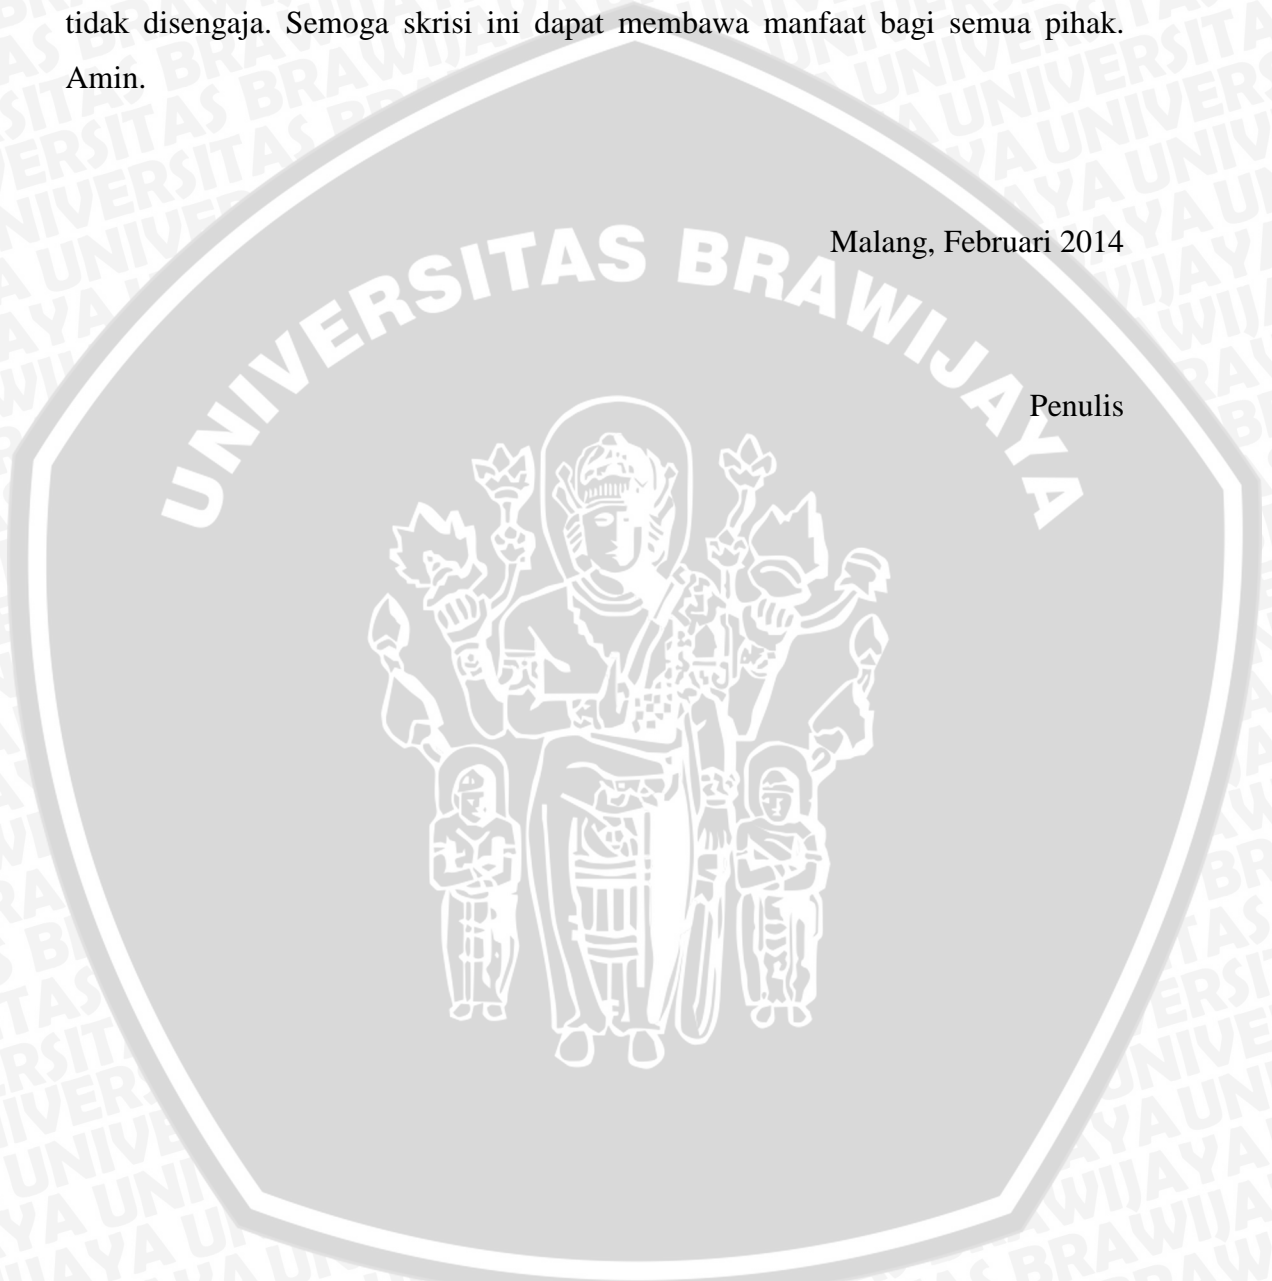 tidak disengaja. Semoga skrisi ini dapat membawa manfaat bagi semua pihak.
Amin.
Malang, Februari 2014
UNIVERSITAS BRAWIJAYA
Penulis